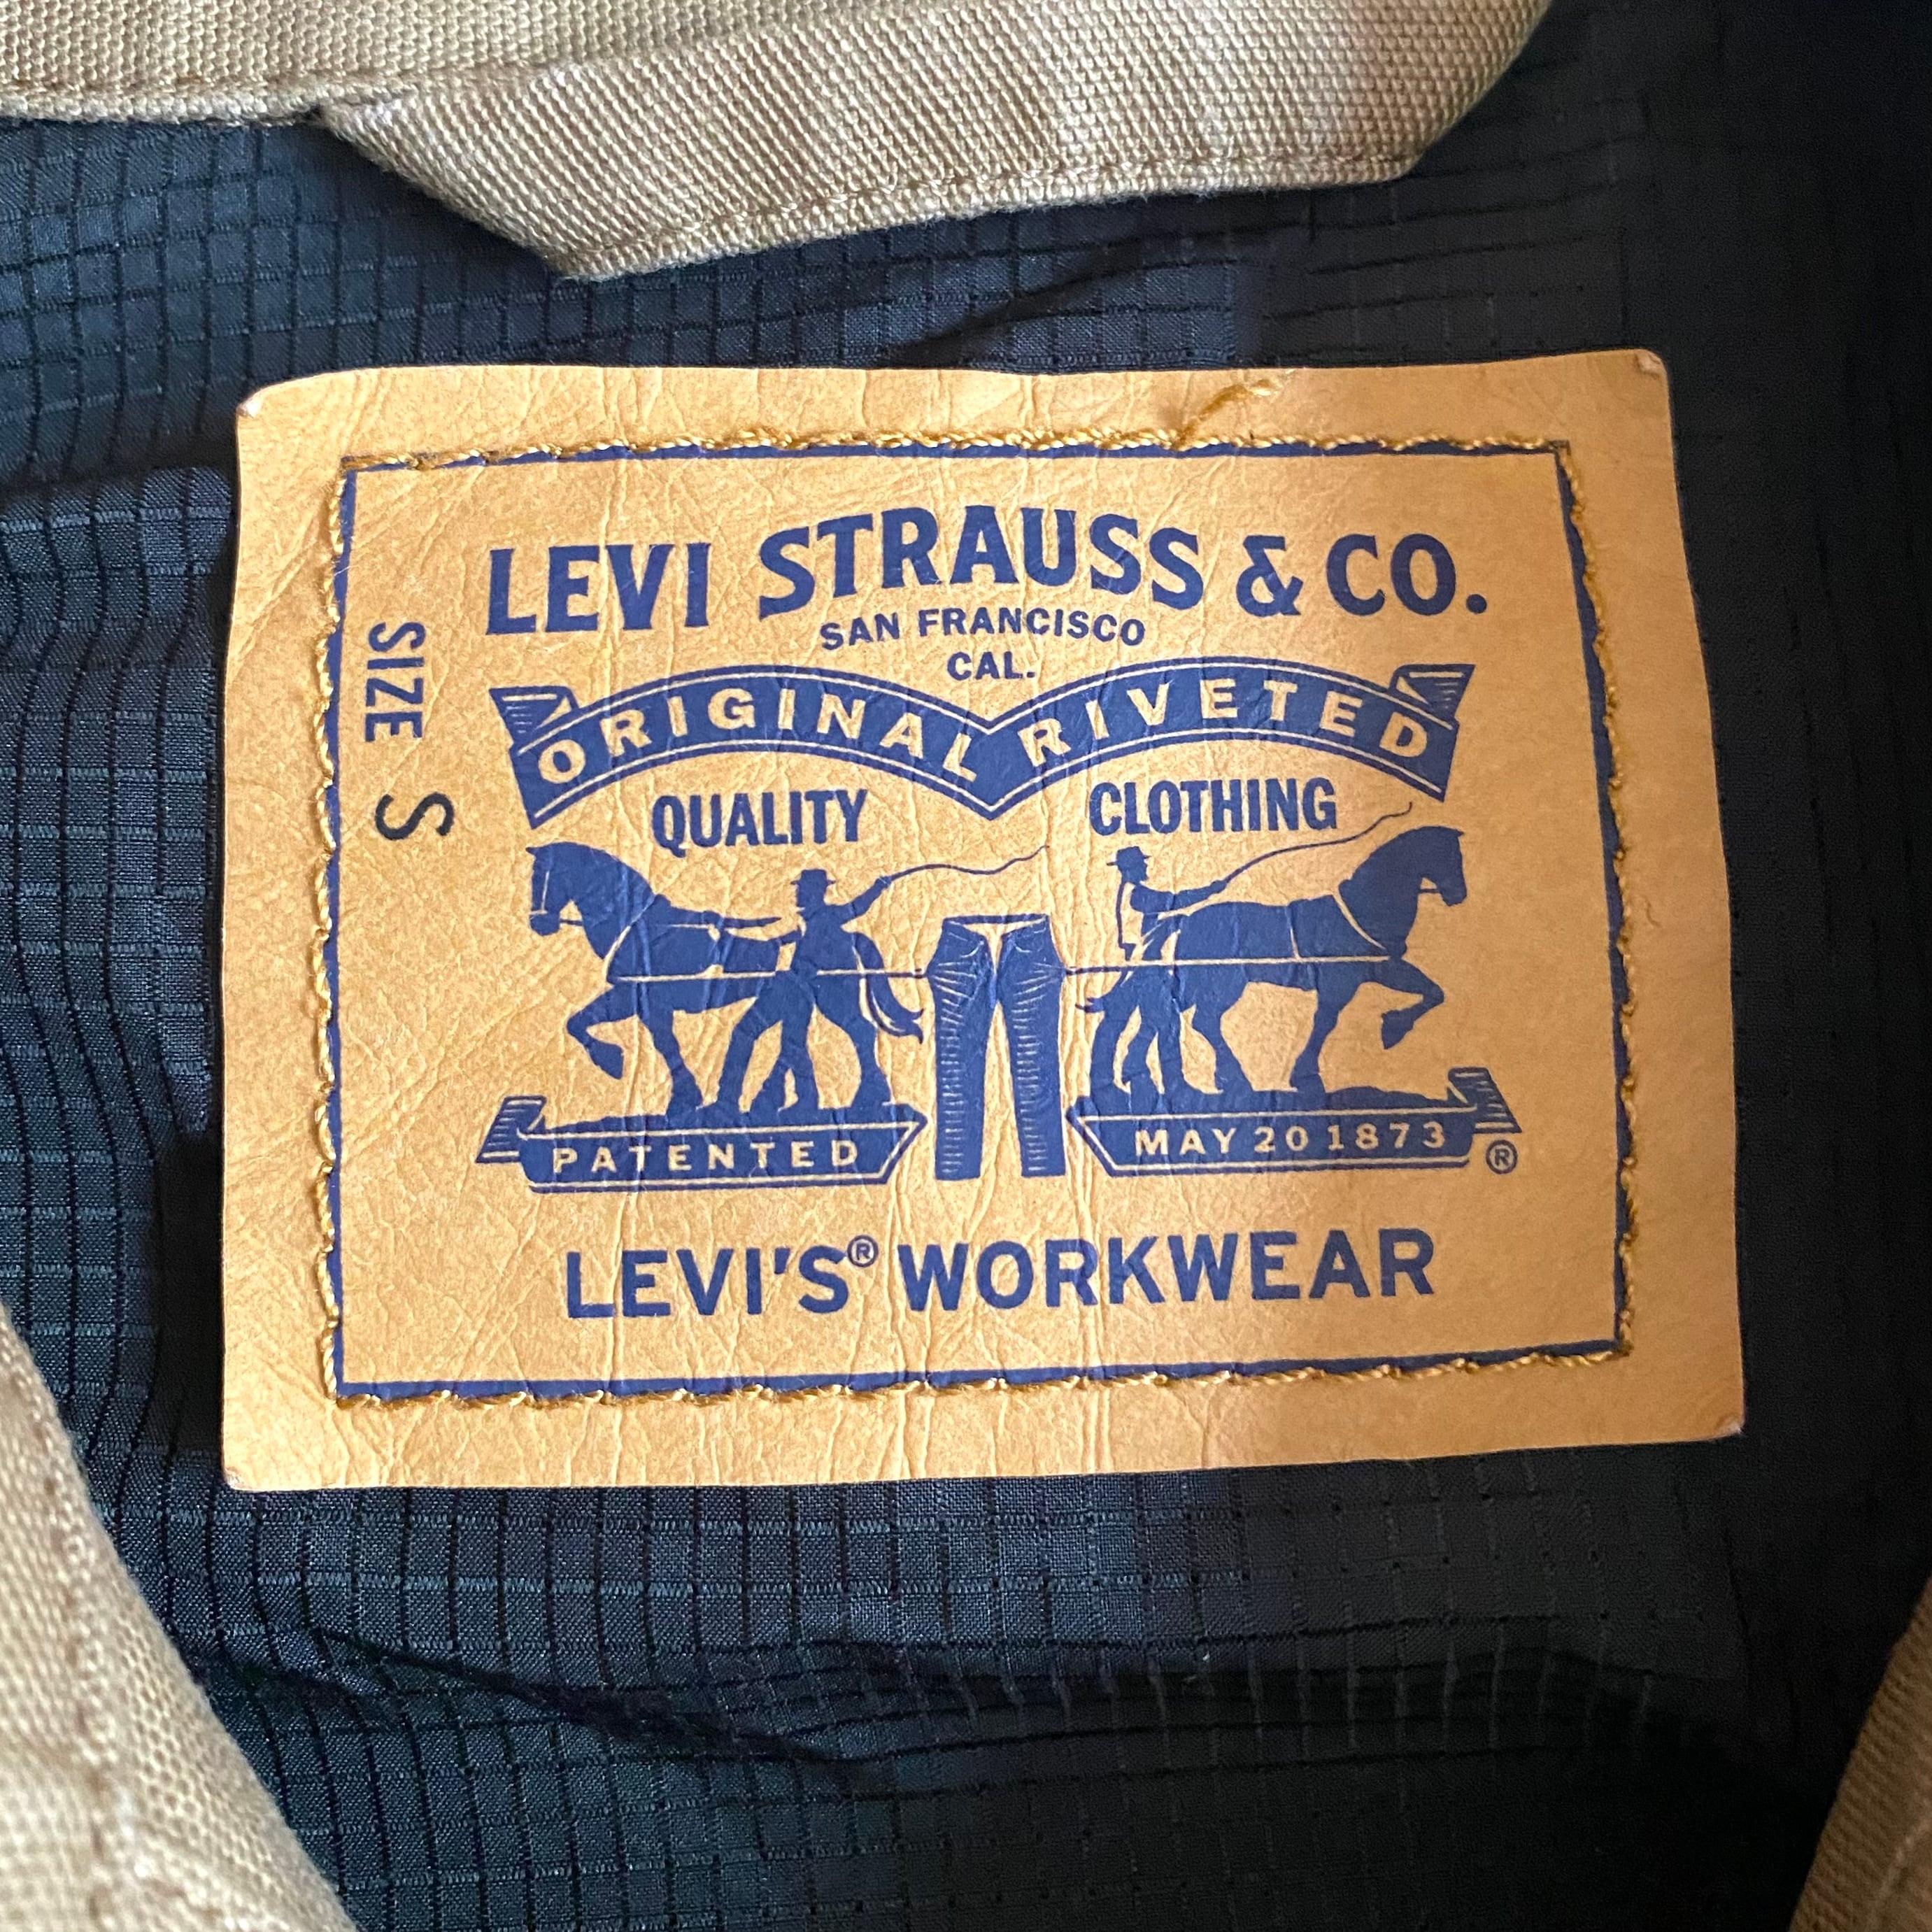 LEVI STRAUSS & CO.
SAN FRANCISCO
CAL.
ORIGINAL RIVETED
QUALITY CLOTHING
PATENTED MAY 20 1873 ®
LEVI'S® WORKWEAR
SIZE S